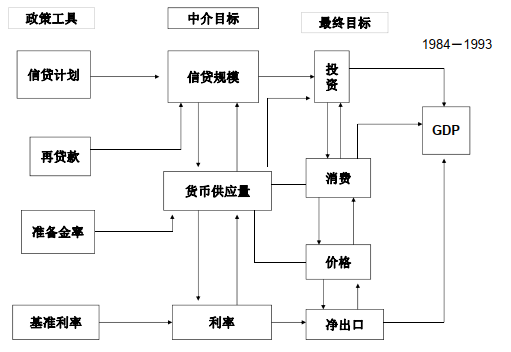 政策工具
中介目标
最终目标
1984－1993
信贷计划
信贷规模
投
资
GDP
再贷款
货币供应量
消费
准备金率
价格
基准利率
利率
净出口